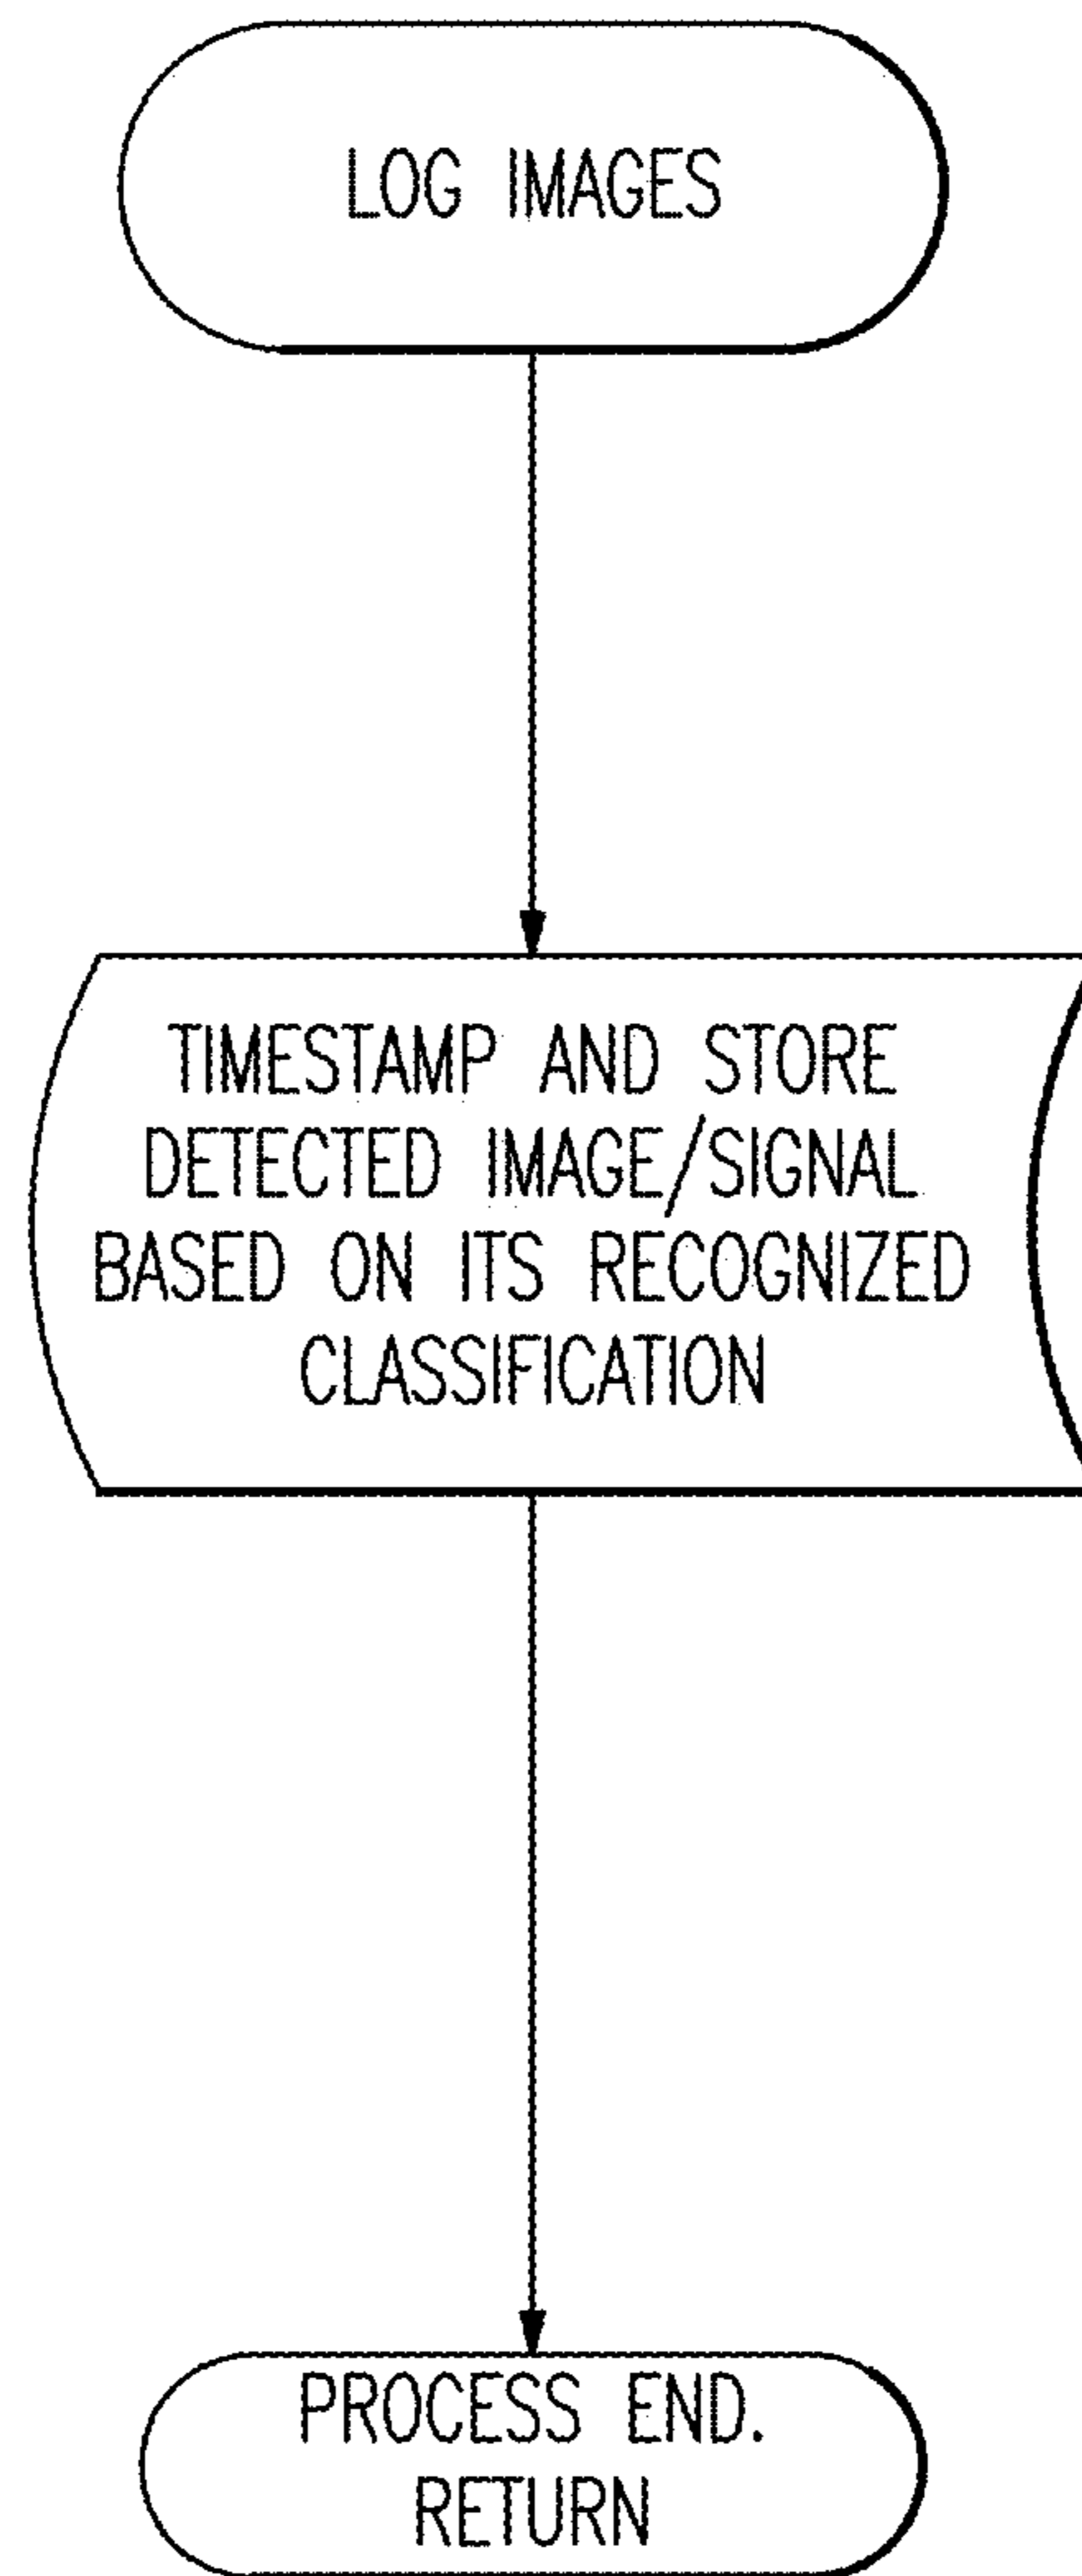 LOG IMAGES
TIMESTAMP AND STORE
DETECTED IMAGE/SIGNAL
BASED ON ITS RECOGNIZED
CLASSIFICATION
PROCESS END.
RETURN